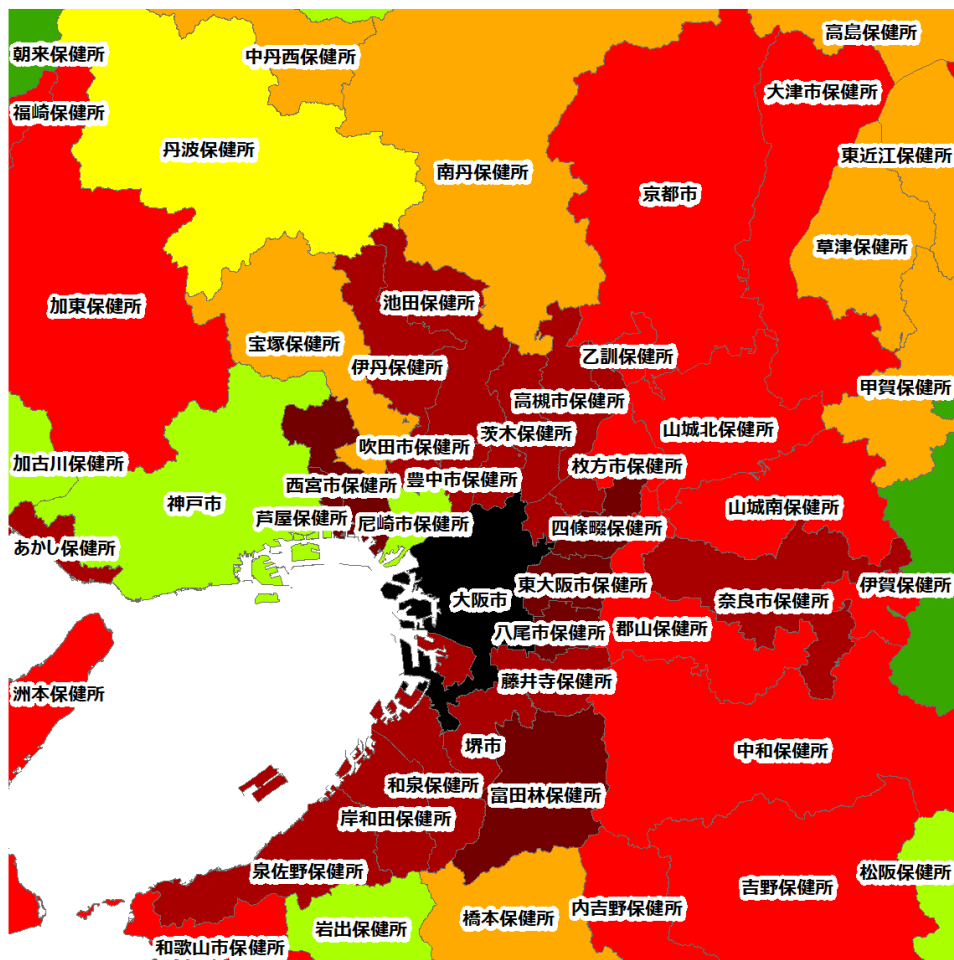 高島保健所
朝来保健所
中丹西保健所
大津市保健所
福崎保健所
丹波保健所
東近江保健所
南丹保健所
京都市
草津保健所
加東保健所
池田保健所
宝塚保健所
乙訓保健所
伊丹保健所
甲賀保健所
高槻市保健所
茨木保健所
山城北保健所
吹田市保健所
加古川保健所
枚方市保健所
西宮市保健所
豊中市保健所
神戸市
山城南保健所
芦屋保健所
尼崎市保健所
四條畷保健所
あかし保健所
東大阪市保健所
伊賀保健所
大阪市
奈良市保健所
八尾市保健所
郡山保健所
藤井寺保健所
洲本保健所
堺市
中和保健所
和泉保健所
富田林保健所
岸和田保健所
泉佐野保健所
松阪保健所
吉野保健所
内吉野保健所
橋本保健所
岩出保健所
和歌山市保健所